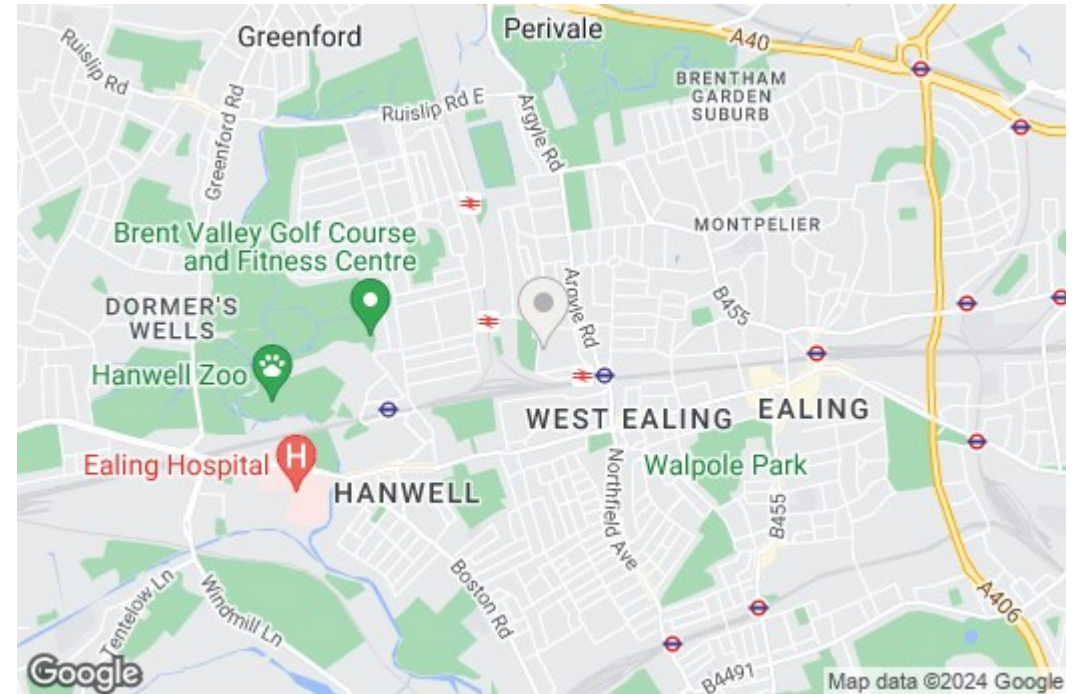 Greenford
Perivale
A40
Ruislip Rd
BRENTHAM
GARDEN
SUBURB
Ruislip Rd E
Argyle Rd
Greenford Rd
Brent Valley Golf Course
and Fitness Centre
MONTPELIER
DORMER'S
WELLS
Argyle Rd
B455
Hanwell Zoo
WEST EALING
EALING
Ealing Hospital
H
HANWELL
Walpole Park
Northfield Ave
B455
Boston Rd
Tentelow Ln
Windmill Ln
A406
B4491
Google
Map data ©2024 Google